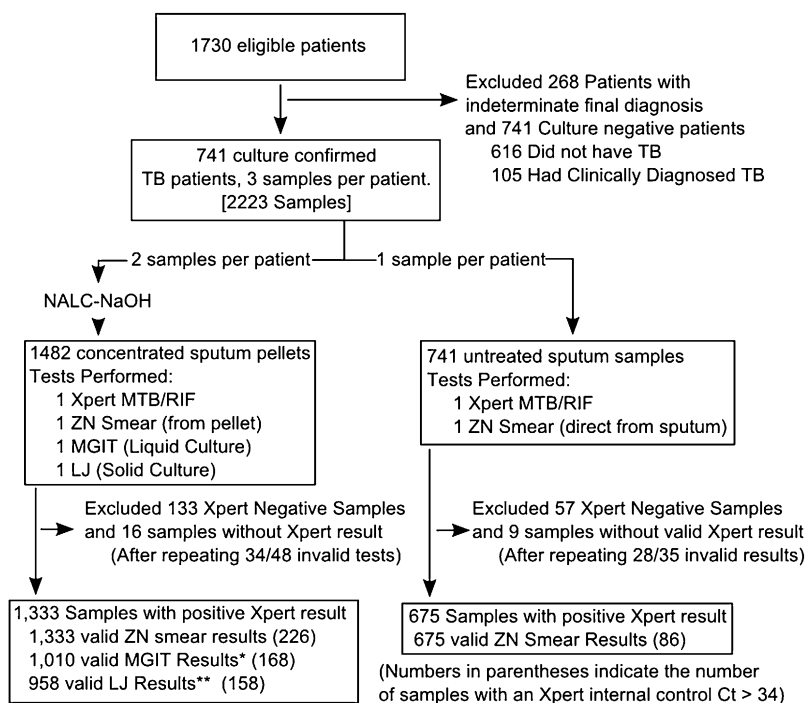 1730 eligible patients
Excluded 268 Patients with
indeterminate final diagnosis
and 741 Culture negative patients
616 Did not have TB
105 Had Clinically Diagnosed TB
741 culture confirmed
TB patients, 3 samples per patient.
[2223 Samples]
2 samples per patient
1 sample per patient
NALC-NaOH
1482 concentrated sputum pellets
Tests Performed:
1 Xpert MTB/RIF
1 ZN Smear (from pellet)
1 MGIT (Liquid Culture)
1 LJ (Solid Culture)
741 untreated sputum samples
Tests Performed:
1 Xpert MTB/RIF
1 ZN Smear (direct from sputum)
Excluded 133 Xpert Negative Samples
and 16 samples without Xpert result
(After repeating 34/48 invalid tests)
Excluded 57 Xpert Negative Samples
and 9 samples without valid Xpert result
(After repeating 28/35 invalid results)
1,333 Samples with positive Xpert result
1,333 valid ZN smear results (226)
1,010 valid MGIT Results* (168)
958 valid LJ Results** (158)
675 Samples with positive Xpert result
675 valid ZN Smear Results (86)
(Numbers in parentheses indicate the number
of samples with an Xpert internal control Ct > 34)